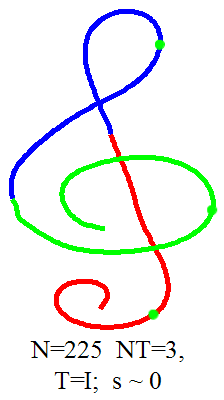 N=225 NT=3,
T=I; s ~ 0